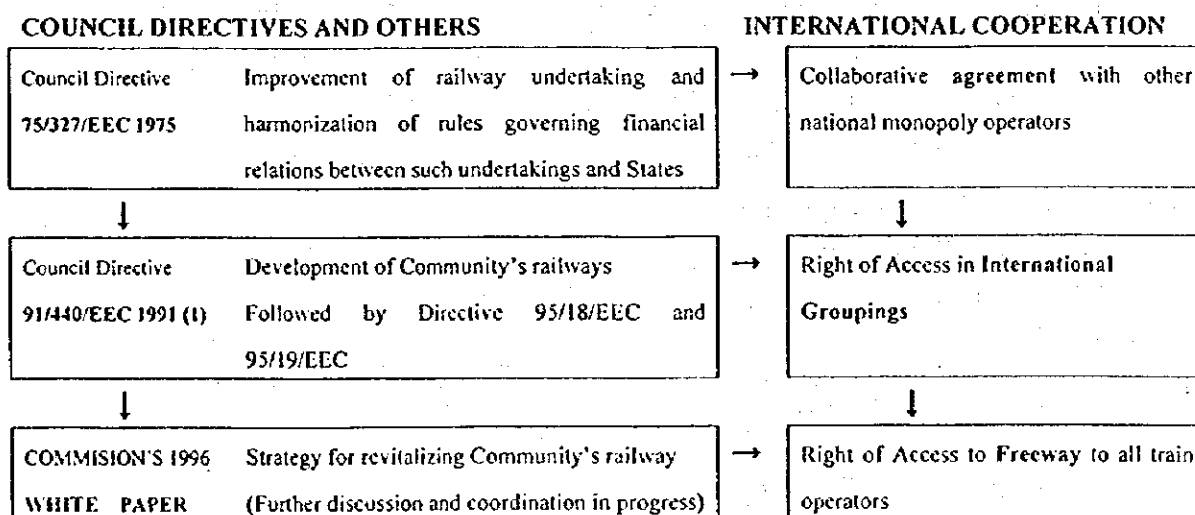 COUNCIL DIRECTIVES AND OTHERS
INTERNATIONAL COOPERATION
Council Directive
75/327/EEC 1975
Improvement of railway undertaking and
harmonization of rules governing financial
relations between such undertakings and States
→
Collaborative agreement with other
national monopoly operators
↓
↓
Council Directive
91/440/EEC 1991 (1)
Development of Community's railways
Followed by Directive 95/18/EEC and
95/19/EEC
→
Right of Access in International
Groupings
↓
↓
COMMISION'S 1996
WHITE PAPER
Strategy for revitalizing Community's railway
(Further discussion and coordination in progress)
→
Right of Access to Freeway to all train
operators